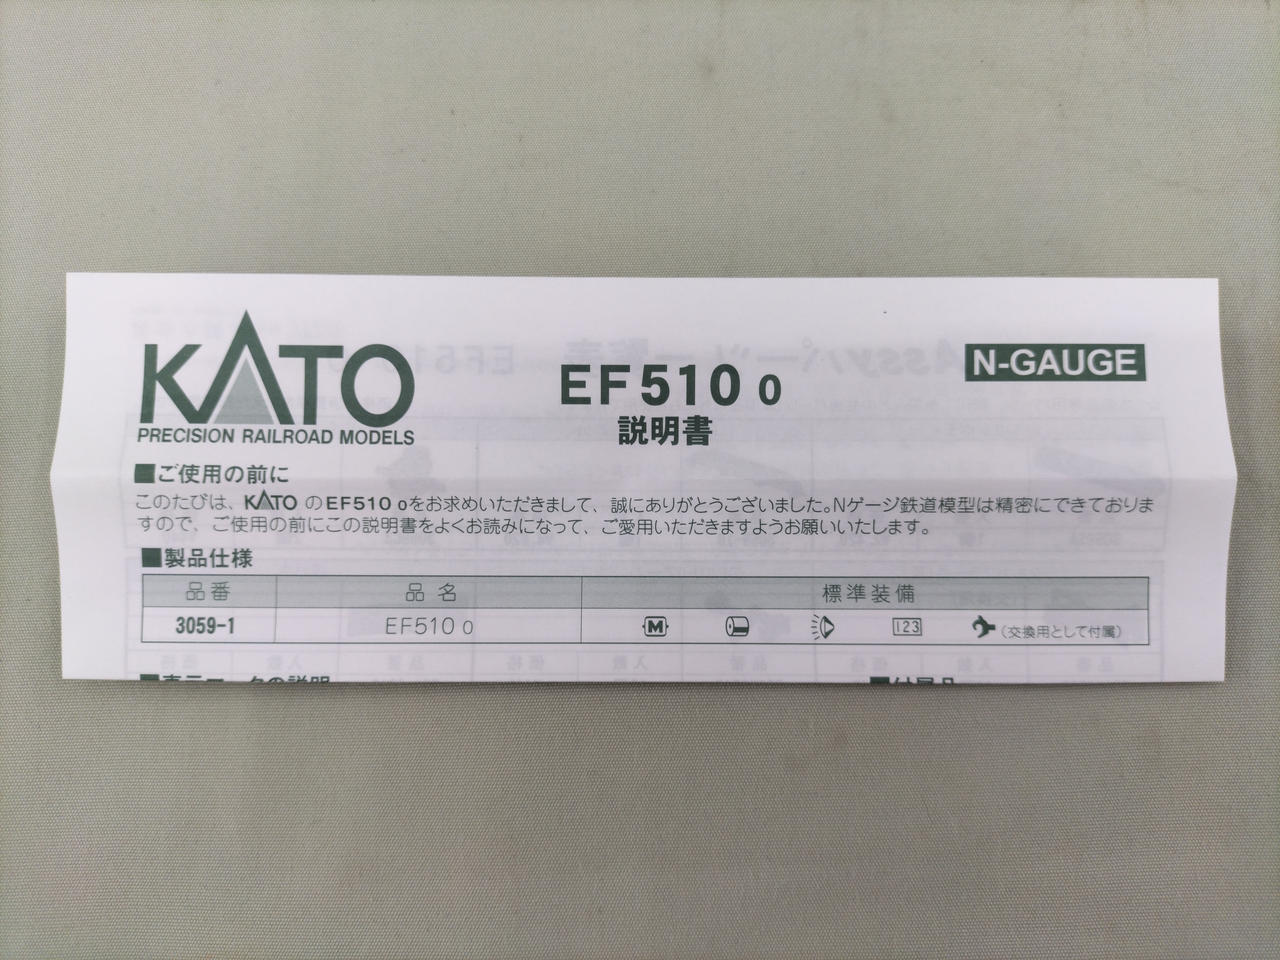 KATO
PRECISION RAILROAD MODELS
EF510 0
説明書
N-GAUGE
■ご使用の前に
このたびは、KATOのEF510 0をお求めいただきまして、誠にありがとうございました。Nゲージ鉄道模型は精密にできておりま
すので、ご使用の前にこの説明書をよくお読みになって、ご愛用いただきますようお願いいたします。
■製品仕様
品番 品名 標準装備
3059-1 EF510 0 M 123 (交換用として付属)